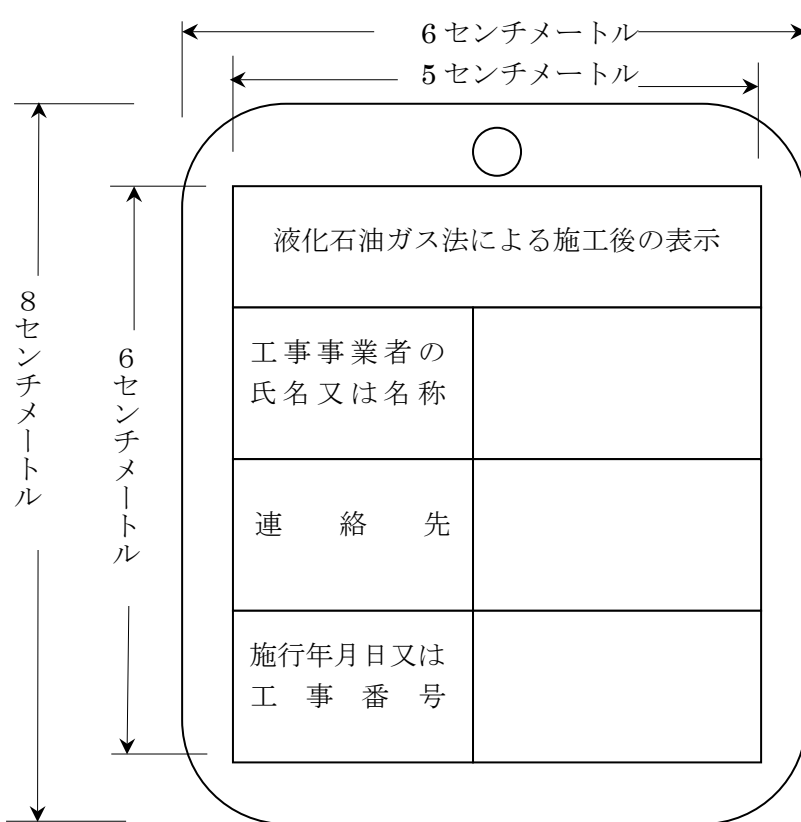 6センチメートル
5センチメートル
8センチメートル
6センチメートル
液化石油ガス法による施工後の表示
工事事業者の
氏名又は名称
連絡先
施行年月日又は
工事番号